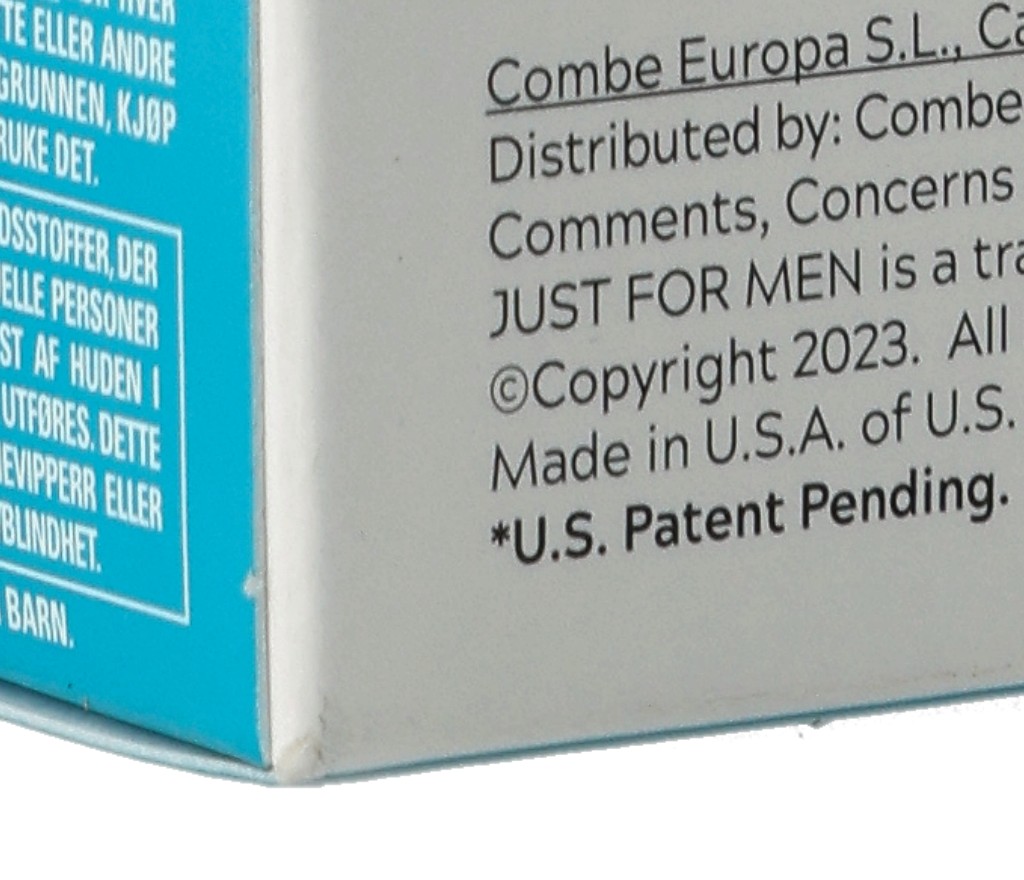 TE ELLER ANDRE
GRUNNEN, KJØP
RUKE DET.
DSSTOFFER, DER
ELLE PERSONER
ST AF HUDEN I
UTFØRES. DETTE
EVIPPERR ELLER
BLINDHET.
BARN.
Combe Europa S.L., Ca
Distributed by: Combe
Comments, Concerns
JUST FOR MEN is a tra
©Copyright 2023. All
Made in U.S.A. of U.S.
*U.S. Patent Pending.